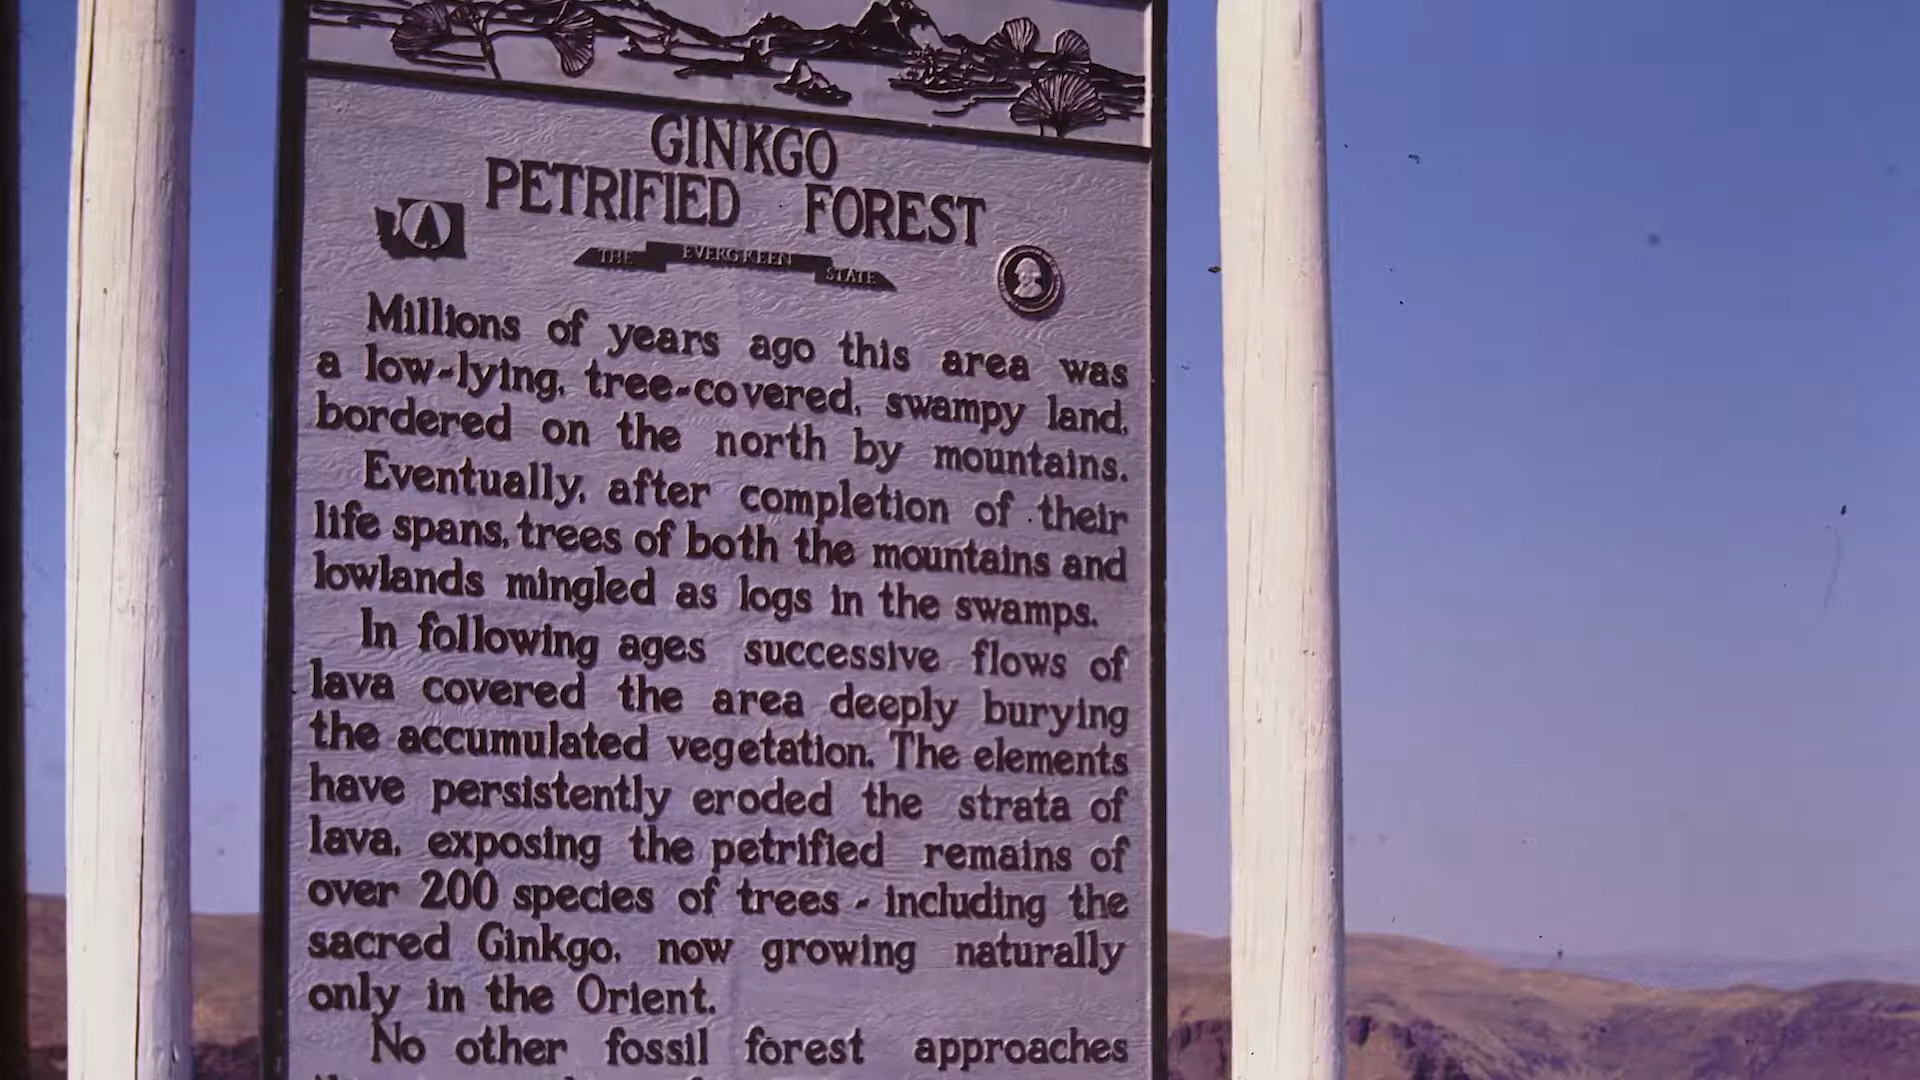 GINKGO
PETRIFIED FOREST
THE EVERGREEN STATE
Millions of years ago this area was
a low-lying, tree-covered, swampy land,
bordered on the north by mountains.
Eventually, after completion of their
life spans, trees of both the mountains and
lowlands mingled as logs in the swamps.
In following ages successive flows of
lava covered the area deeply burying
the accumulated vegetation. The elements
have persistently eroded the strata of
lava, exposing the petrified remains of
over 200 species of trees - including the
sacred Ginkgo, now growing naturally
only in the Orient.
No other fossil forest approaches